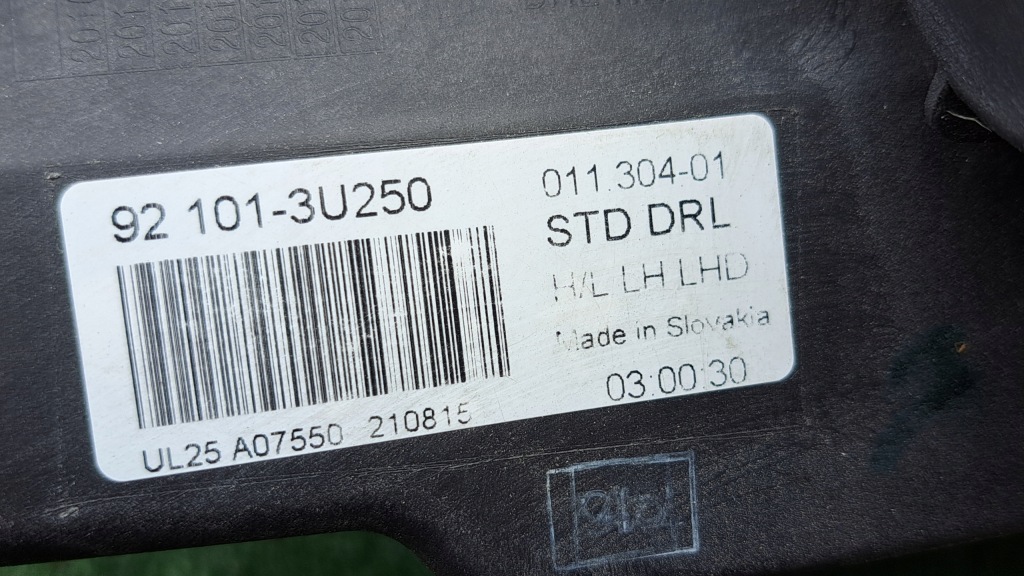 92 101-3U250
UL25 A07550 210815
011.304-01
STD DRL
H/L LH LHD
Made in Slovakia
03:00:30